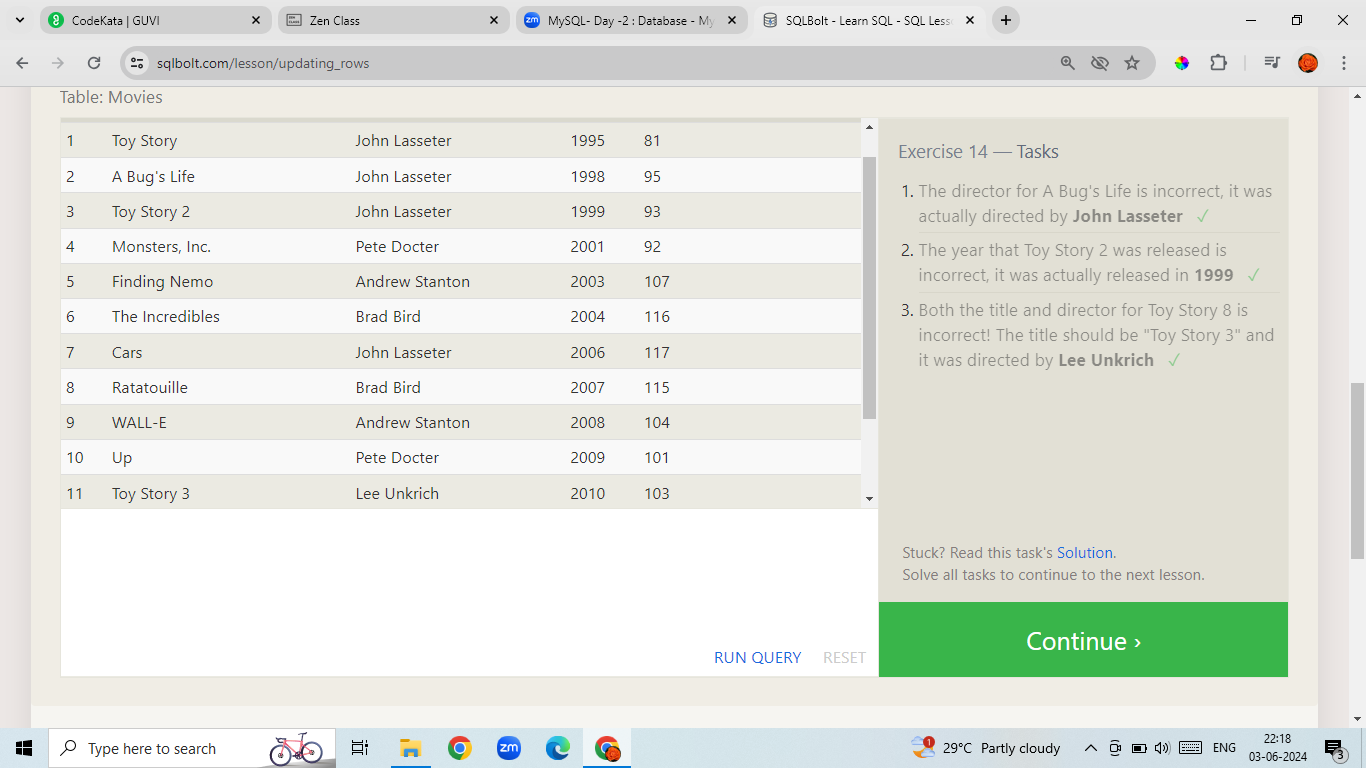 CodeKata | GUVI
Zen Class
MySQL- Day -2 : Database - My
SQLBolt - Learn SQL - SQL Less
sqlbolt.com/lesson/updating_rows
Table: Movies
1 Toy Story John Lasseter 1995 81
2 A Bug's Life John Lasseter 1998 95
3 Toy Story 2 John Lasseter 1999 93
4 Monsters, Inc. Pete Docter 2001 92
5 Finding Nemo Andrew Stanton 2003 107
6 The Incredibles Brad Bird 2004 116
7 Cars John Lasseter 2006 117
8 Ratatouille Brad Bird 2007 115
9 WALL-E Andrew Stanton 2008 104
10 Up Pete Docter 2009 101
11 Toy Story 3 Lee Unkrich 2010 103
RUN QUERY RESET
Exercise 14 — Tasks
1. The director for A Bug's Life is incorrect, it was
actually directed by John Lasseter ✓
2. The year that Toy Story 2 was released is
incorrect, it was actually released in 1999 ✓
3. Both the title and director for Toy Story 8 is
incorrect! The title should be "Toy Story 3" and
it was directed by Lee Unkrich ✓
Stuck? Read this task's Solution.
Solve all tasks to continue to the next lesson.
Continue ›
Type here to search
zm
1
29°C Partly cloudy
ENG
22:18
03-06-2024
3